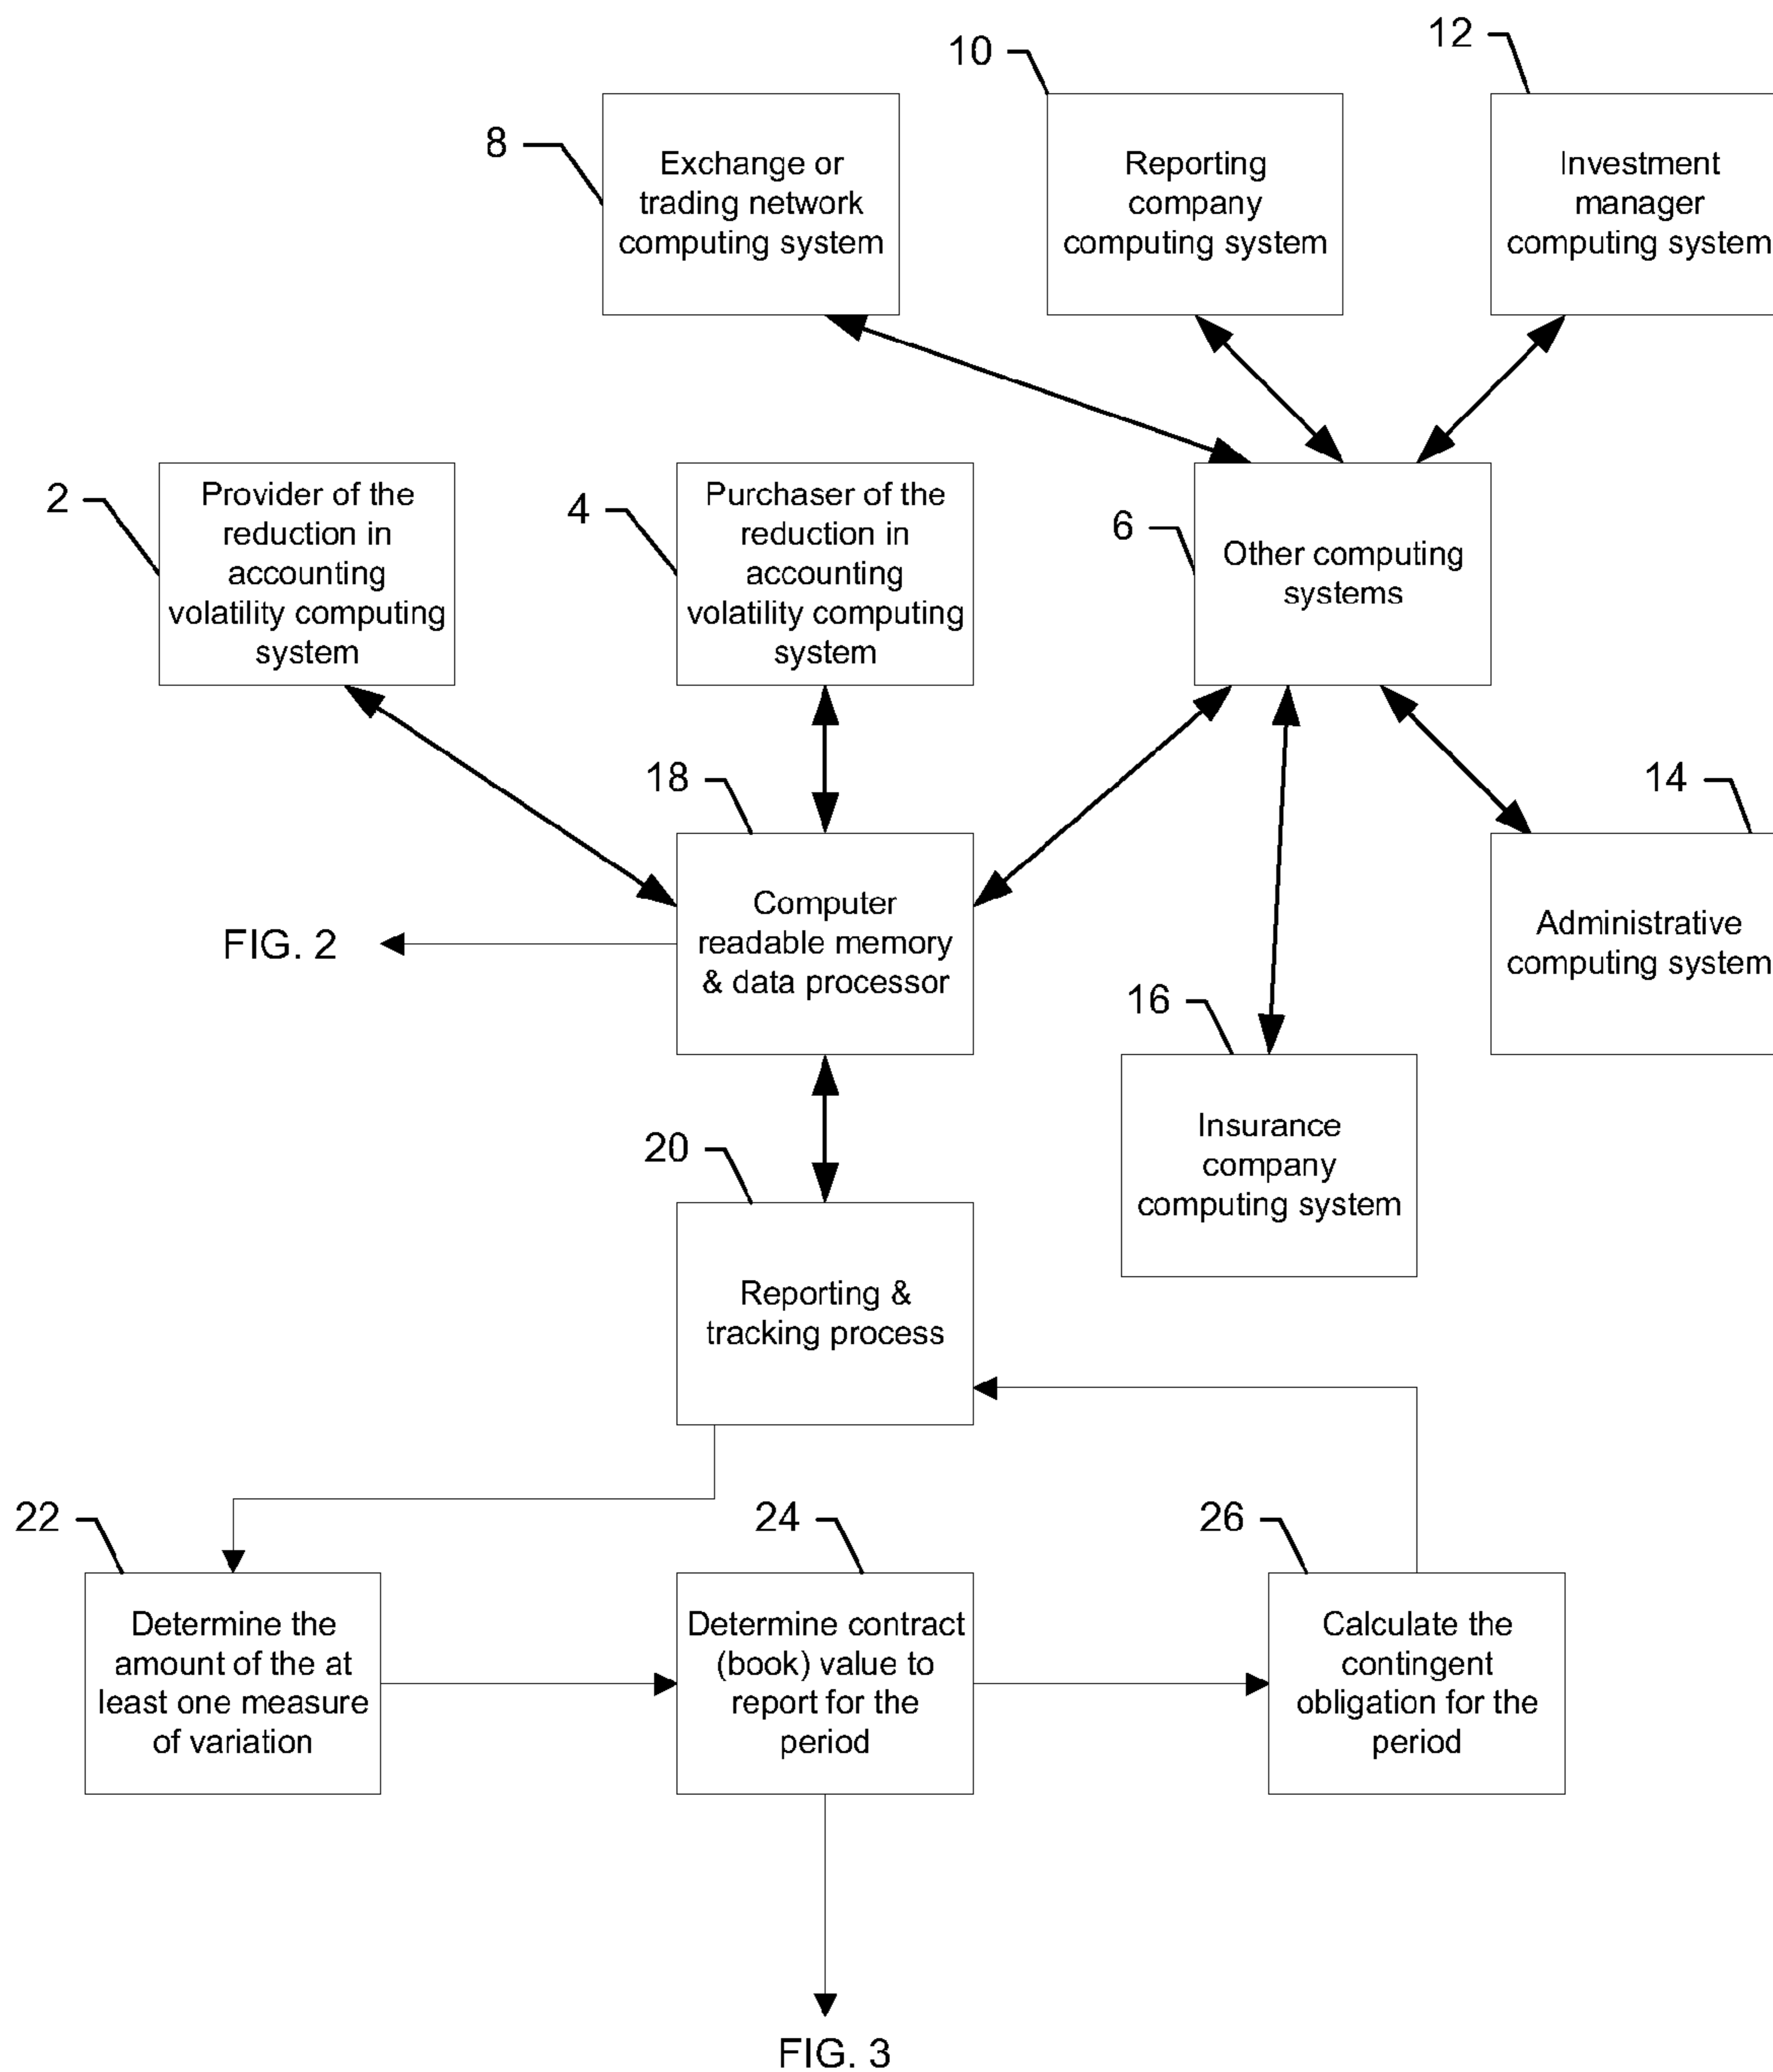 10
12
8
Exchange or
trading network
computing system
Reporting
company
computing system
Investment
manager
computing system
2
Provider of the
reduction in
accounting
volatility computing
system
4
Purchaser of the
reduction in
accounting
volatility computing
system
6
Other computing
systems
18
14
Computer
readable memory
& data processor
FIG. 2
Administrative
computing system
16
Insurance
company
computing system
20
Reporting &
tracking process
22
24
26
Determine the
amount of the at
least one measure
of variation
Determine contract
(book) value to
report for the
period
Calculate the
contingent
obligation for the
period
FIG. 3